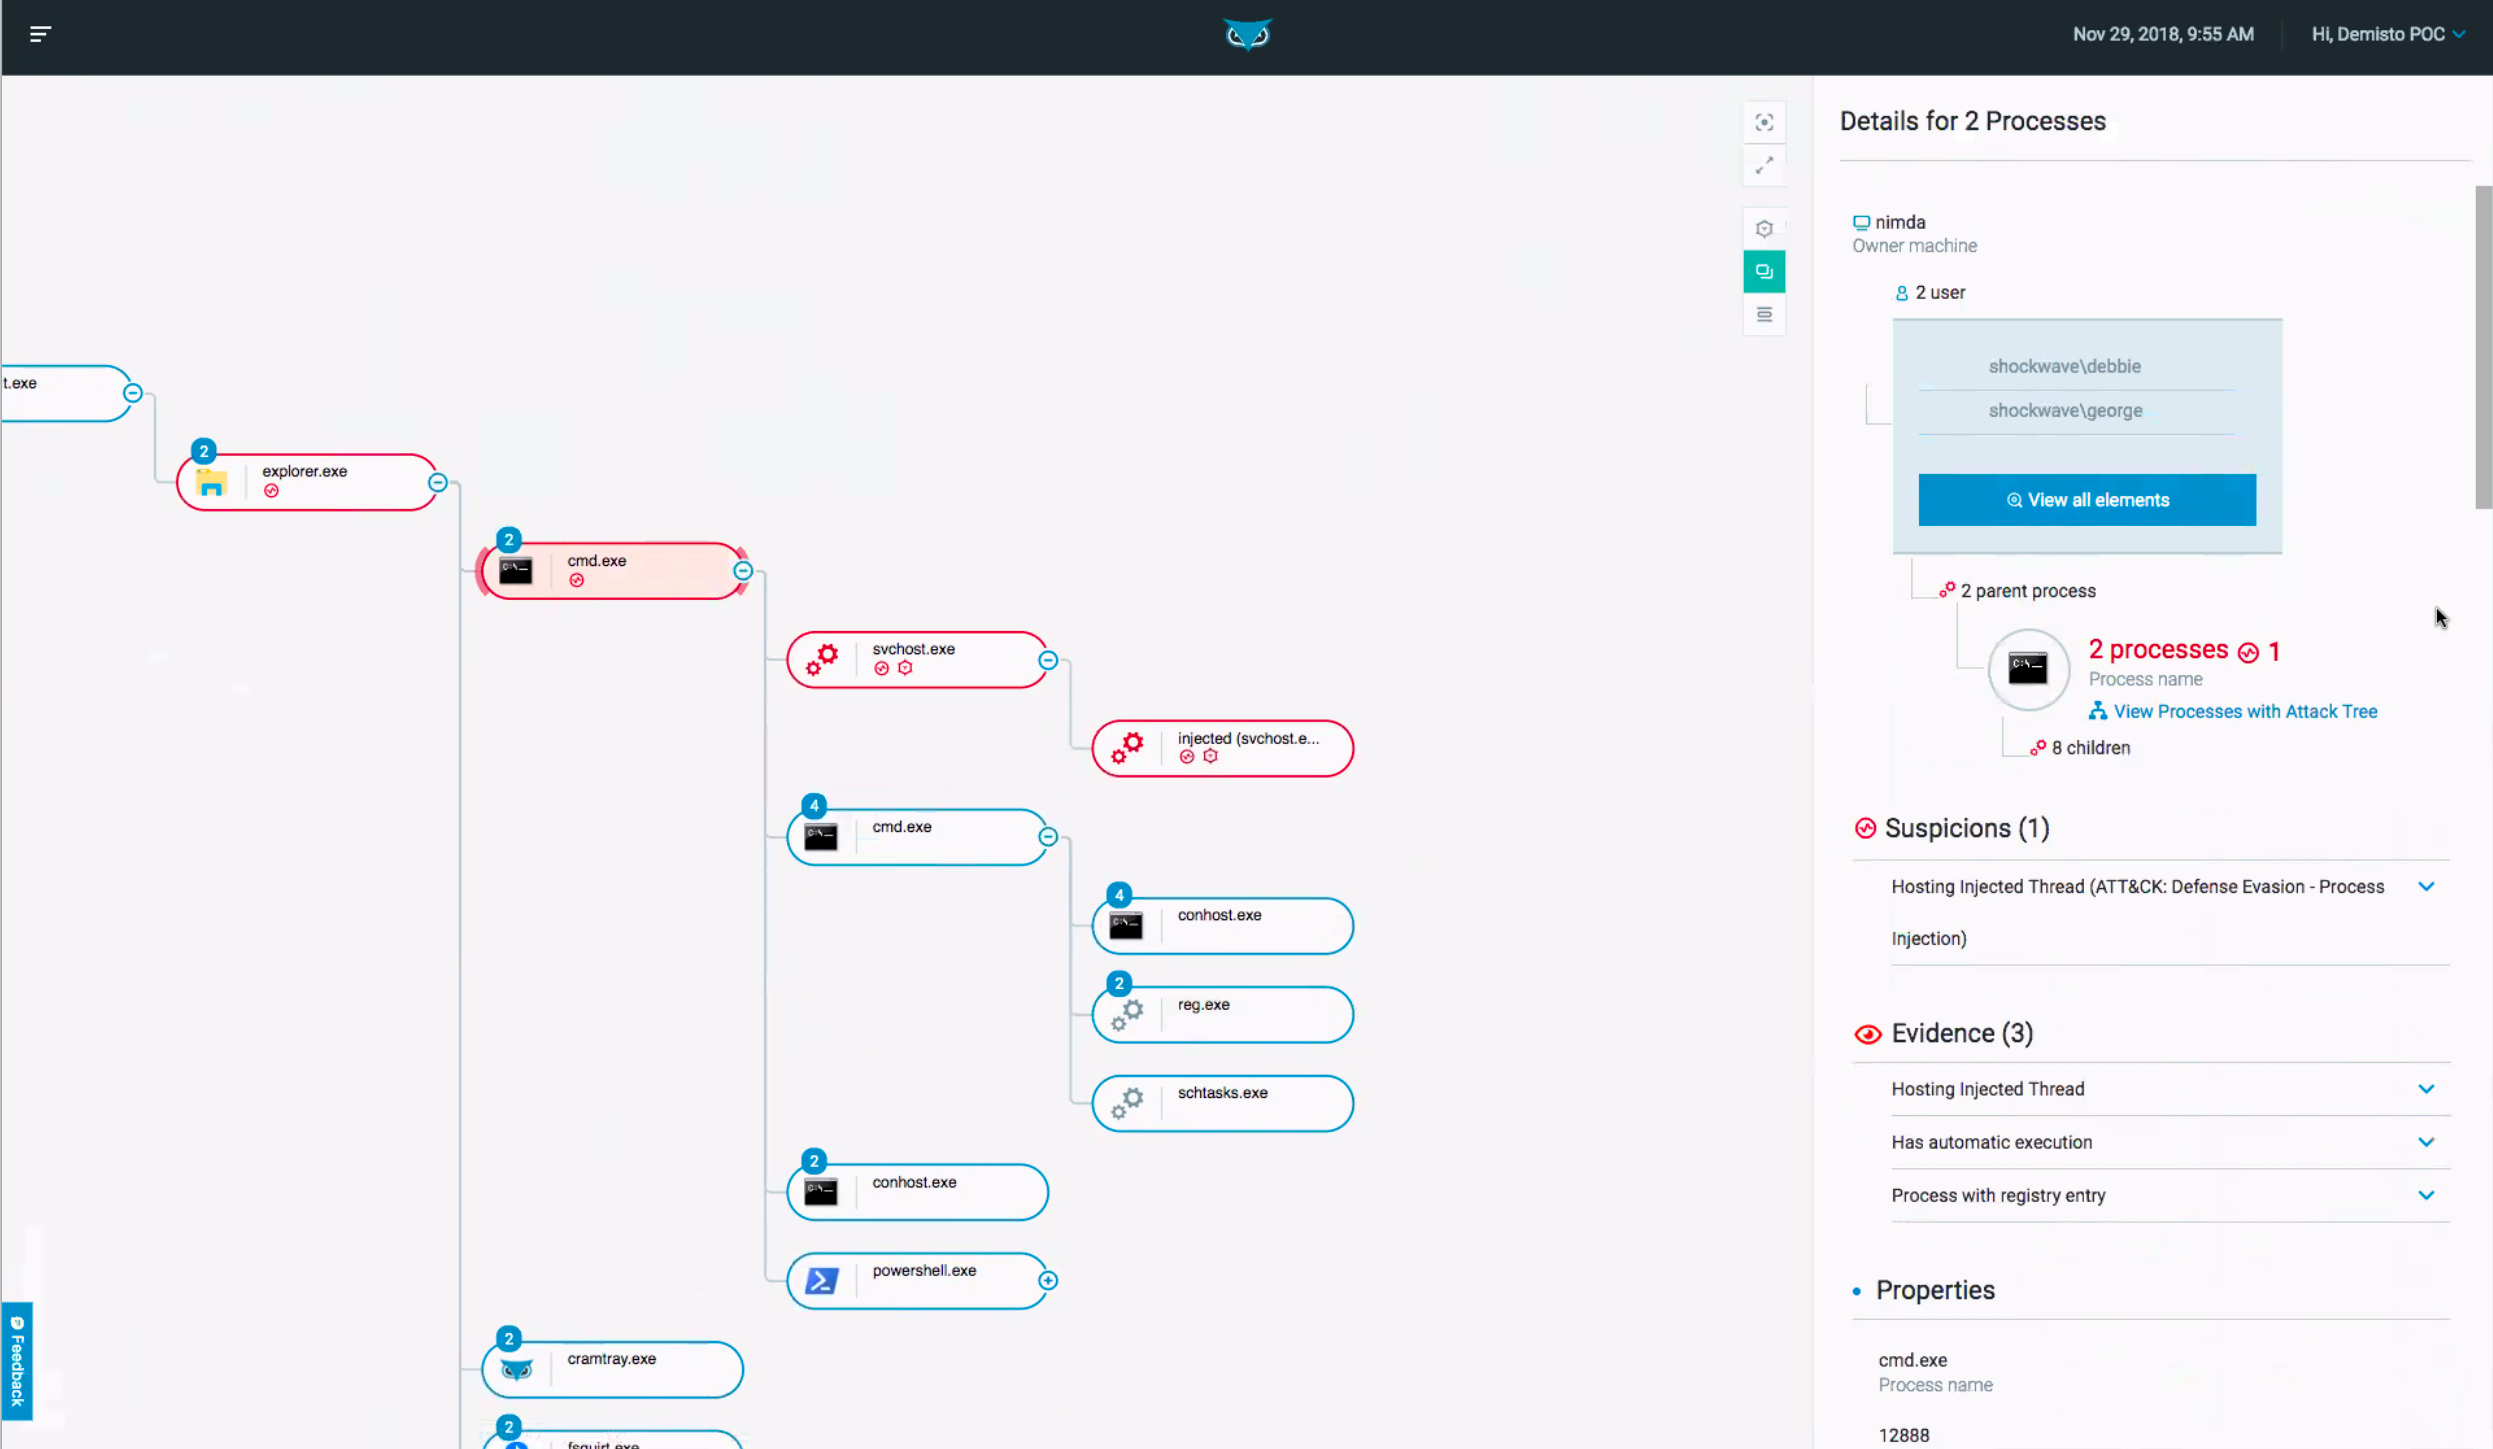 Nov 29, 2018, 9:55 AM
Hi, Demisto POC
t.exe
2
explorer.exe
2
cmd.exe
svchost.exe
injected (svchost.e...
4
cmd.exe
4
conhost.exe
2
reg.exe
schtasks.exe
2
conhost.exe
powershell.exe
2
cramtray.exe
2
fsquirt.exe
Feedback
Details for 2 Processes
nimda
Owner machine
2 user
shockwave\debbie
shockwave\george
View all elements
2 parent process
2 processes 1
Process name
View Processes with Attack Tree
8 children
Suspicions (1)
Hosting Injected Thread (ATT&CK: Defense Evasion - Process
Injection)
Evidence (3)
Hosting Injected Thread
Has automatic execution
Process with registry entry
Properties
cmd.exe
Process name
12888